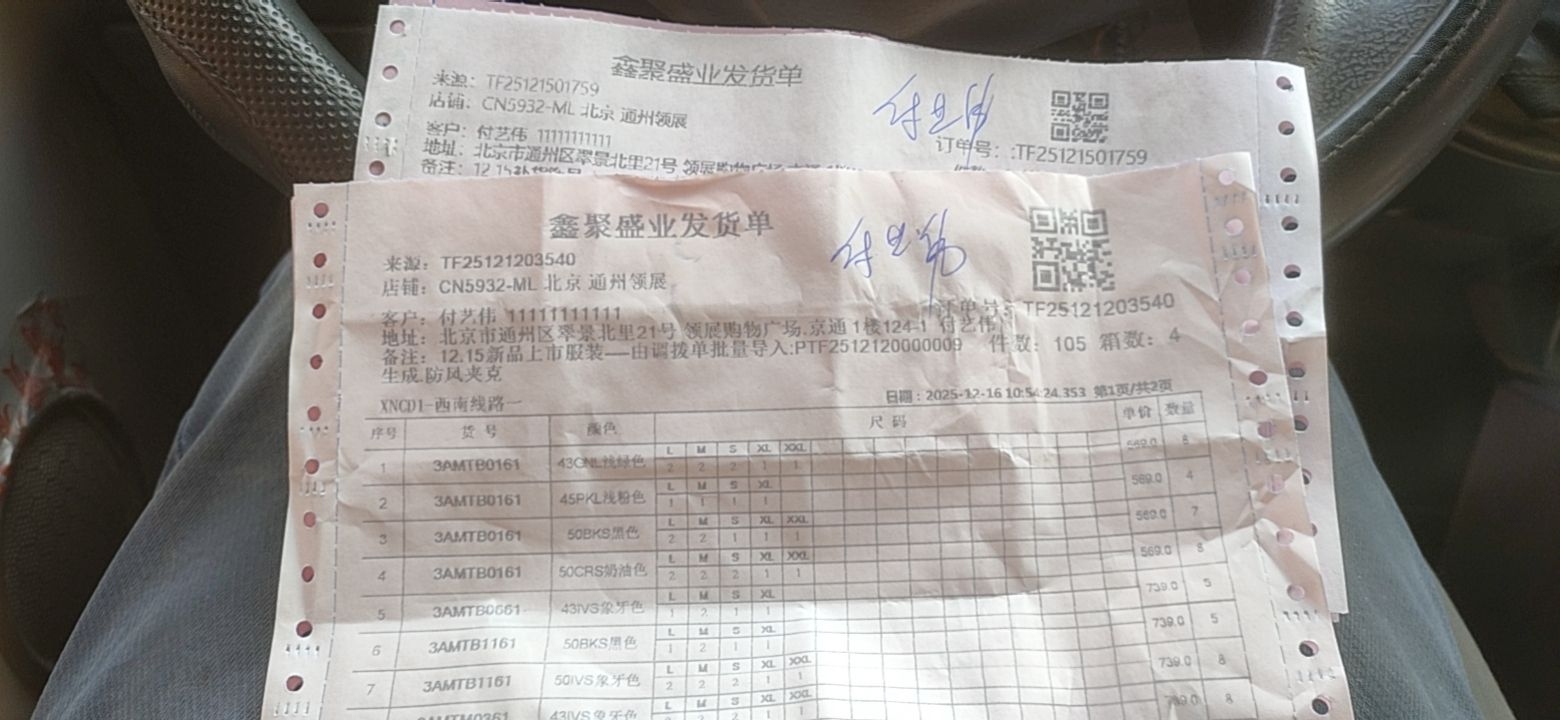 鑫聚盛业发货单
来源: TF25121501759
店铺: CN5932-ML 北京 通州领展
付艺伟
订单号: :TF25121501759
客户: 付艺伟 11111111111
地址: 北京市通州区翠景北里21号 领展购物广场
备注: 12.15
鑫聚盛业发货单
来源: TF25121203540
店铺: CN5932-ML 北京 通州领展
付艺伟
订单号: :TF25121203540
客户: 付艺伟 11111111111
地址: 北京市通州区翠景北里21号 领展购物广场.京通 1楼124-1 付艺伟
备注: 12.15新品上市服装——由调拨单批量导入:PTF2512120000009 件数: 105 箱数: 4
生成.防风夹克
XNCD1-西南线路一
日期: 2025-12-16 10:54:24.353 第1页/共2页
序号 货号 颜色 尺码 单价 数量
L M S XL XXL
1 3AMTB0161 43GNL浅绿色 2 2 2 1 1 569.0 8
L M S XL
2 3AMTB0161 45PKL浅粉色 1 1 1 1 569.0 4
L M S XL XXL
3 3AMTB0161 50BKS黑色 2 2 1 1 1 569.0 7
L M S XL XXL
4 3AMTB0161 50CRS奶油色 2 2 2 1 1 569.0 8
L M S XL
5 3AMTB0661 43IVS象牙色 1 2 1 1 739.0 5
L M S XL
6 3AMTB1161 50BKS黑色 1 2 1 1 739.0 5
L M S XL XXL
7 3AMTB1161 50IVS象牙色 2 2 2 1 1 739.0 8
L M S XL XXL
3AMTM0361 43IVS象牙色 8